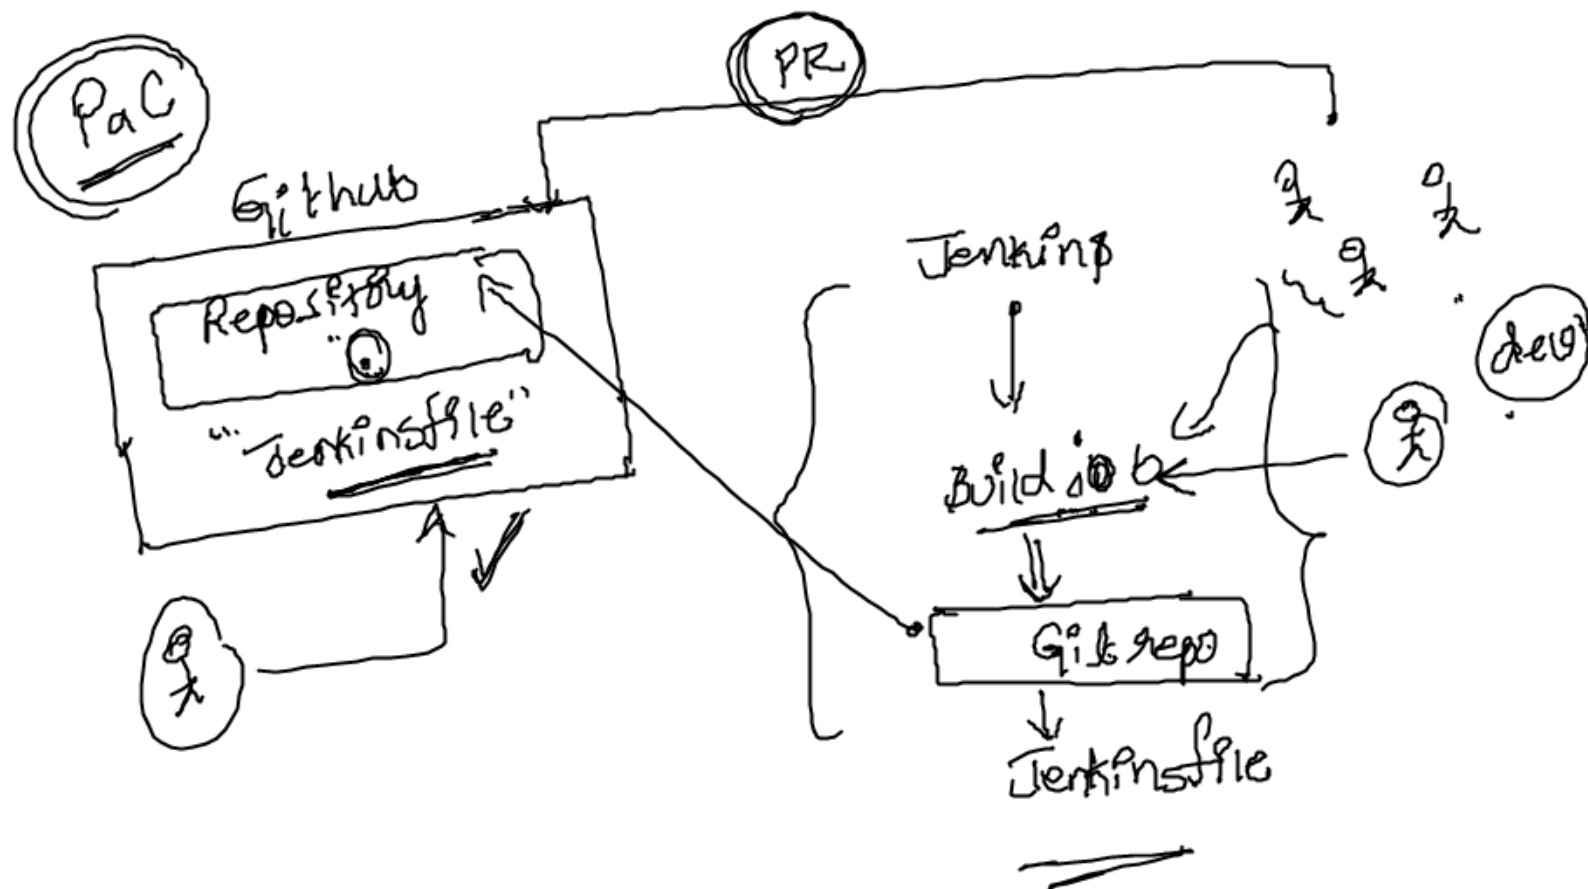 PR
PaC
Github
Repository
"Jenkinsfile"
Jenkins
dev
Build job
Git repo
Jenkinsfile